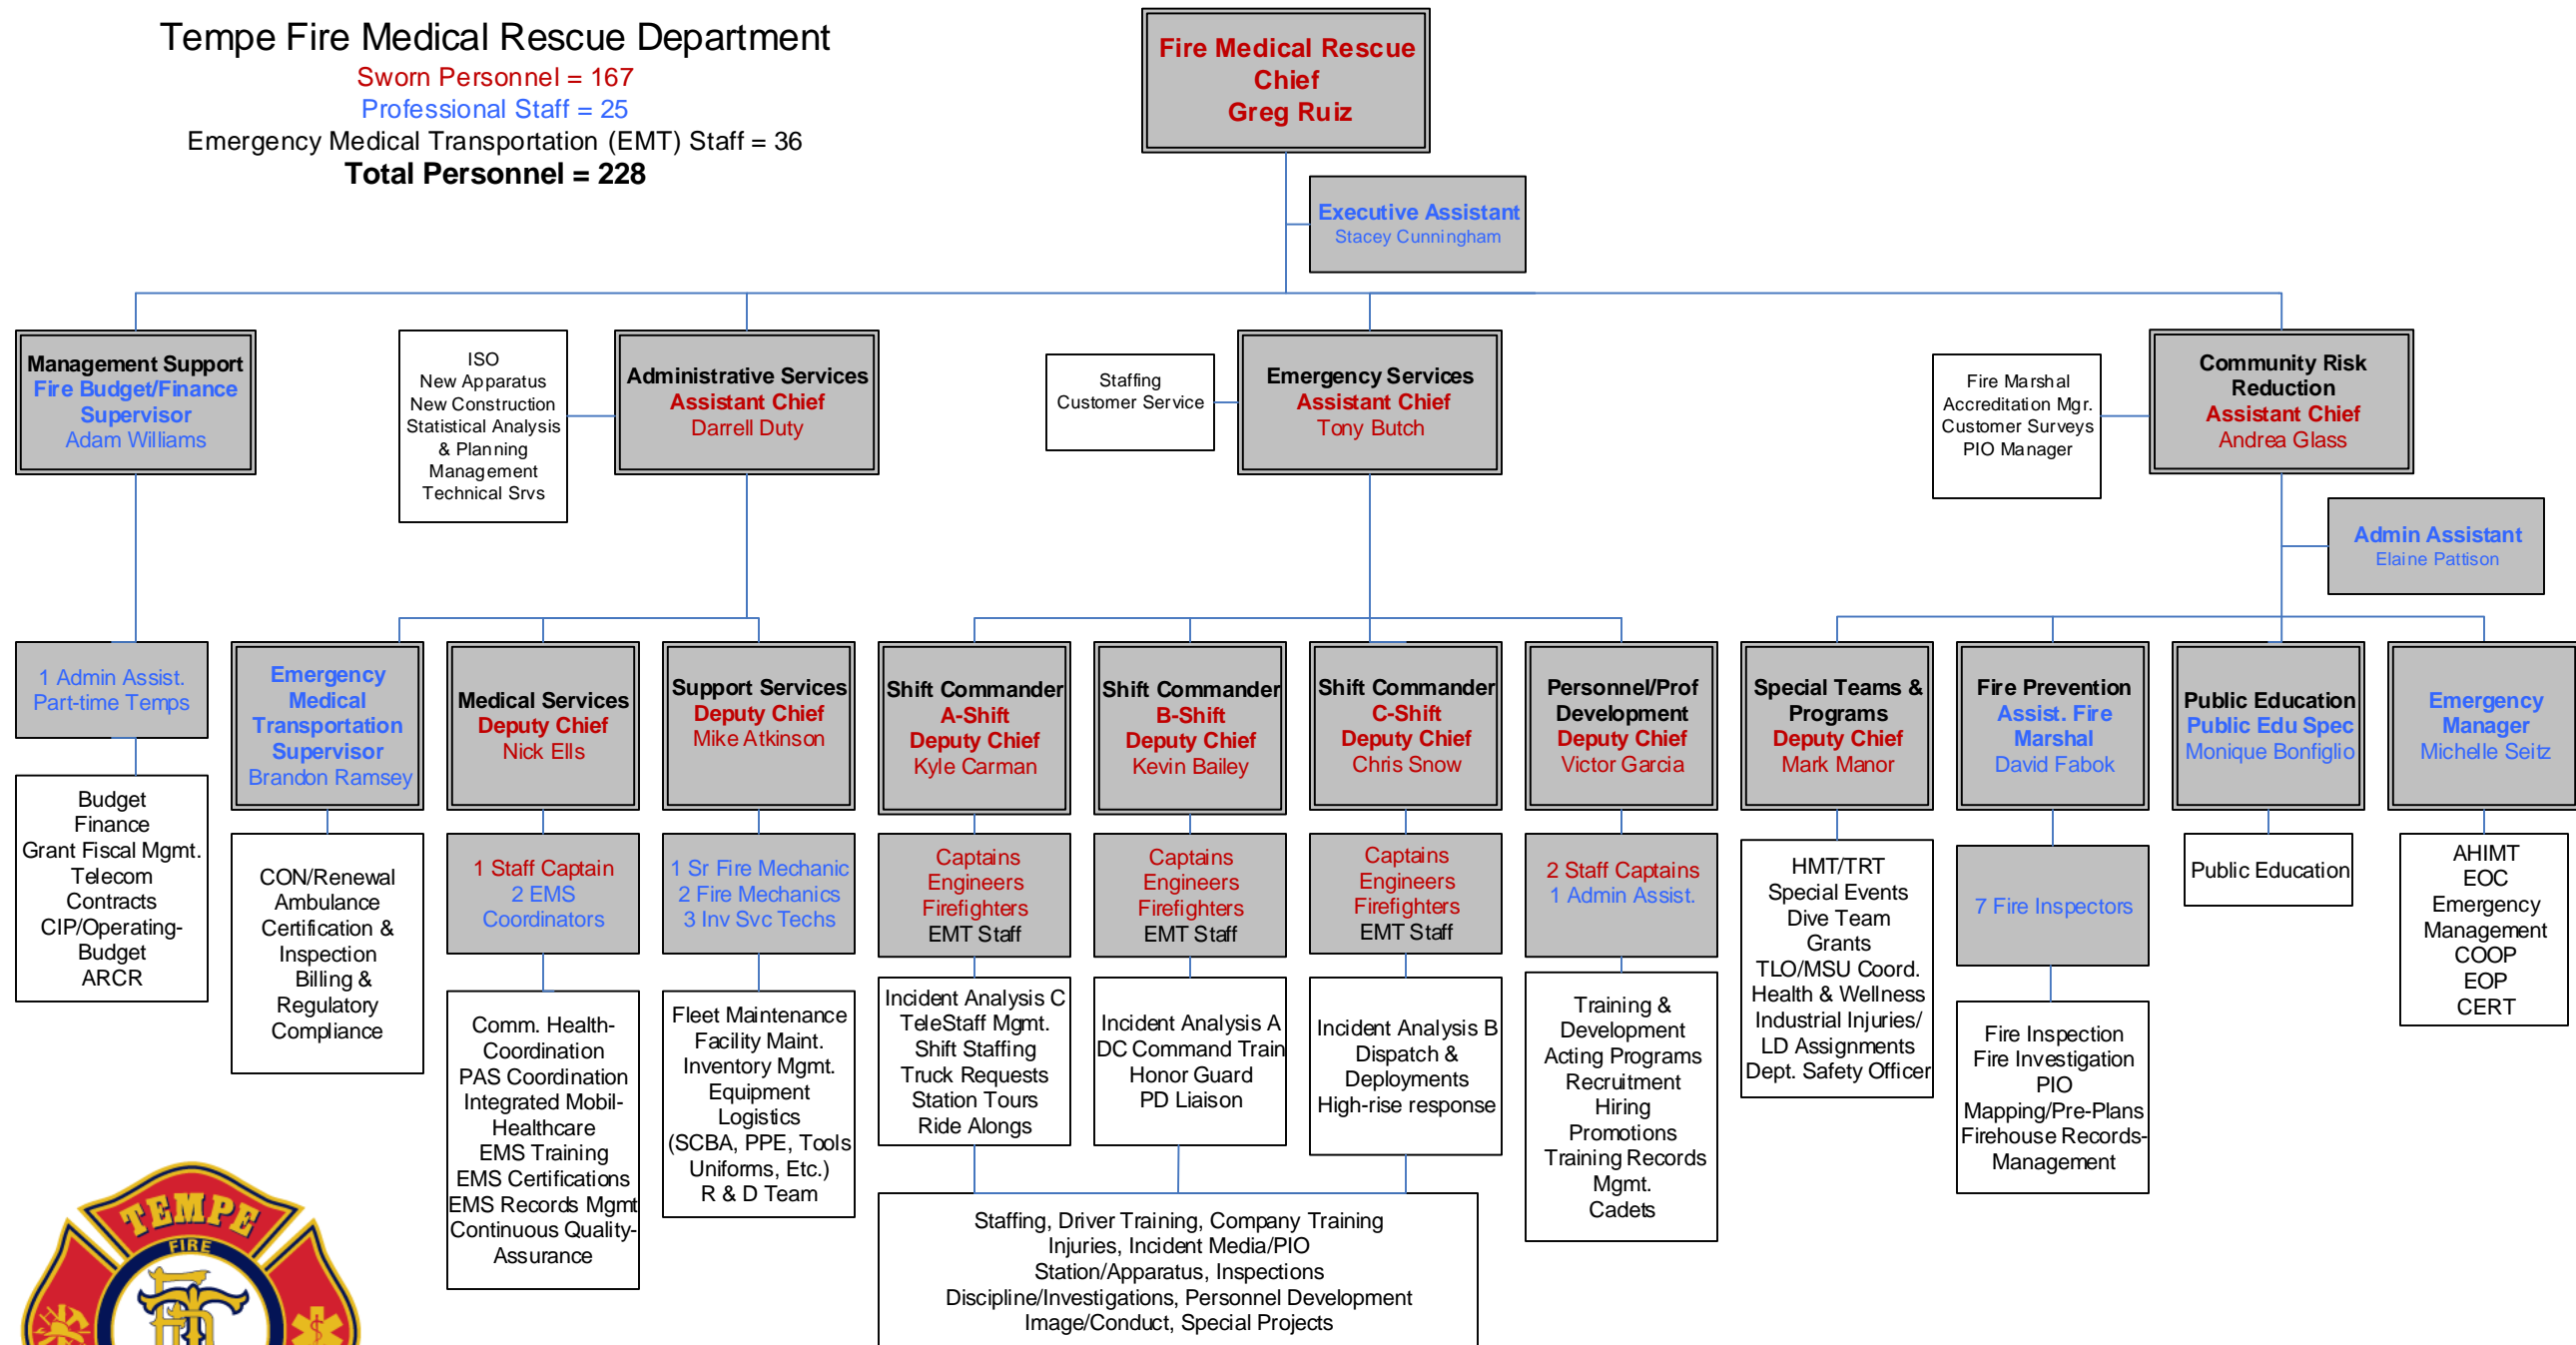 Tempe Fire Medical Rescue Department
Sworn Personnel = 167
Professional Staff = 25
Emergency Medical Transportation (EMT) Staff = 36
Total Personnel = 228
Fire Medical Rescue
Chief
Greg Ruiz
Executive Assistant
Stacey Cunningham
Management Support
Fire Budget/Finance
Supervisor
Adam Williams
ISO
New Apparatus
New Construction
Statistical Analysis
& Planning
Management
Technical Srvs
Administrative Services
Assistant Chief
Darrell Duty
Staffing
Customer Service
Emergency Services
Assistant Chief
Tony Butch
Fire Marshal
Accreditation Mgr.
Customer Surveys
PIO Manager
Community Risk
Reduction
Assistant Chief
Andrea Glass
Admin Assistant
Elaine Pattison
1 Admin Assist.
Part-time Temps
Budget
Finance
Grant Fiscal Mgmt.
Telecom
Contracts
CIP/Operating-
Budget
ARCR
Emergency
Medical
Transportation
Supervisor
Brandon Ramsey
CON/Renewal
Ambulance
Certification &
Inspection
Billing &
Regulatory
Compliance
Medical Services
Deputy Chief
Nick Ells
1 Staff Captain
2 EMS
Coordinators
Comm. Health-
Coordination
PAS Coordination
Integrated Mobil-
Healthcare
EMS Training
EMS Certifications
EMS Records Mgmt
Continuous Quality-
Assurance
Support Services
Deputy Chief
Mike Atkinson
1 Sr Fire Mechanic
2 Fire Mechanics
3 Inv Svc Techs
Fleet Maintenance
Facility Maint.
Inventory Mgmt.
Equipment
Logistics
(SCBA, PPE, Tools
Uniforms, Etc.)
R & D Team
Shift Commander
A-Shift
Deputy Chief
Kyle Carman
Captains
Engineers
Firefighters
EMT Staff
Incident Analysis C
TeleStaff Mgmt.
Shift Staffing
Truck Requests
Station Tours
Ride Alongs
Shift Commander
B-Shift
Deputy Chief
Kevin Bailey
Captains
Engineers
Firefighters
EMT Staff
Incident Analysis A
DC Command Train
Honor Guard
PD Liaison
Shift Commander
C-Shift
Deputy Chief
Chris Snow
Captains
Engineers
Firefighters
EMT Staff
Incident Analysis B
Dispatch &
Deployments
High-rise response
Staffing, Driver Training, Company Training
Injuries, Incident Media/PIO
Station/Apparatus, Inspections
Discipline/Investigations, Personnel Development
Image/Conduct, Special Projects
Personnel/Prof
Development
Deputy Chief
Victor Garcia
2 Staff Captains
1 Admin Assist.
Training &
Development
Acting Programs
Recruitment
Hiring
Promotions
Training Records
Mgmt.
Cadets
Special Teams &
Programs
Deputy Chief
Mark Manor
HMT/TRT
Special Events
Dive Team
Grants
TLO/MSU Coord.
Health & Wellness
Industrial Injuries/
LD Assignments
Dept. Safety Officer
Fire Prevention
Assist. Fire
Marshal
David Fabok
7 Fire Inspectors
Fire Inspection
Fire Investigation
PIO
Mapping/Pre-Plans
Firehouse Records-
Management
Public Education
Public Edu Spec
Monique Bonfiglio
Public Education
Emergency
Manager
Michelle Seitz
AHIMT
EOC
Emergency
Management
COOP
EOP
CERT
TEMPE
FIRE